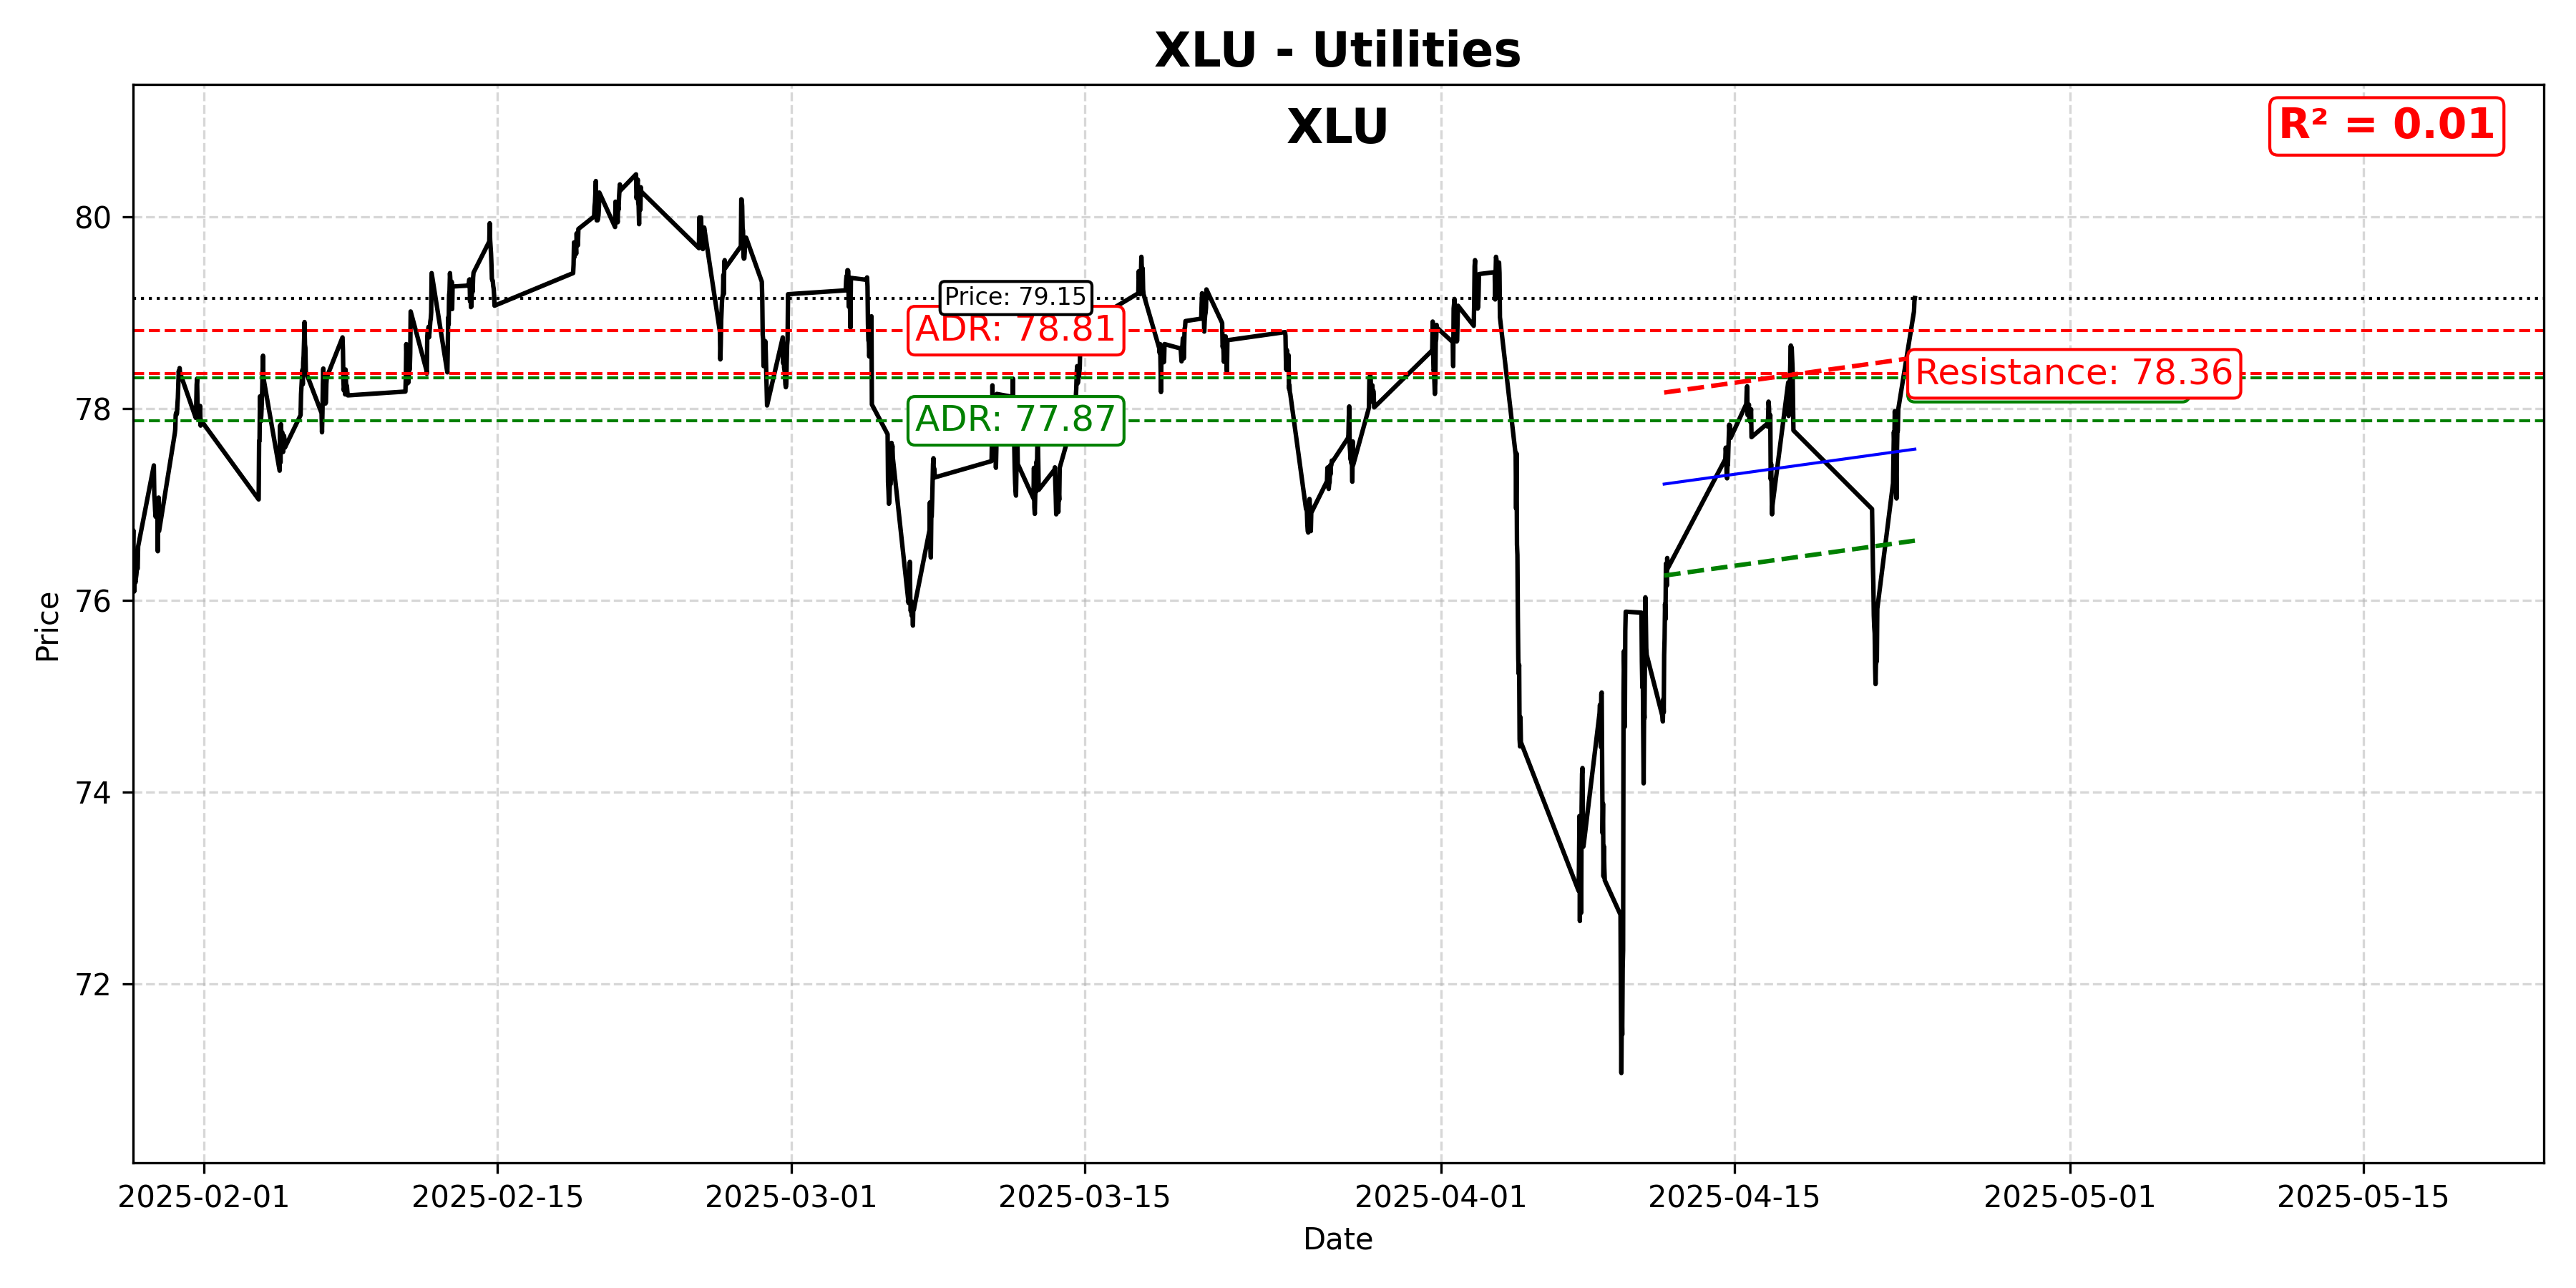 XLU - Utilities
XLU
R² = 0.01
80
78
76
74
72
Price
Price: 79.15
ADR: 78.81
Resistance: 78.36
ADR: 77.87
2025-02-01
2025-02-15
2025-03-01
2025-03-15
2025-04-01
2025-04-15
2025-05-01
2025-05-15
Date